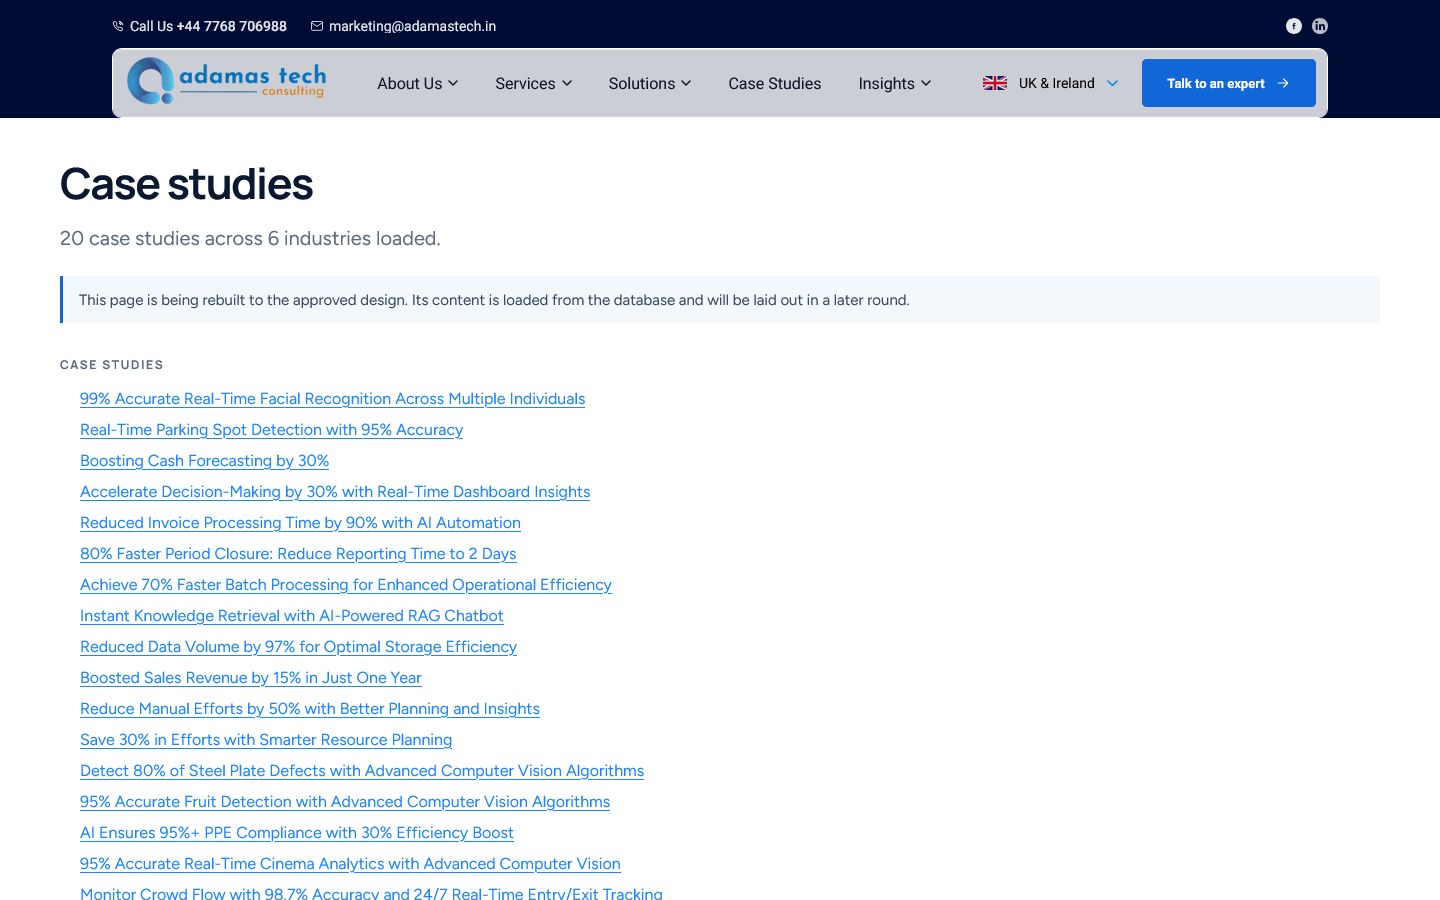 Call Us +44 7768 706988
marketing@adamastech.in
adamas tech
consulting
About Us
Services
Solutions
Case Studies
Insights
UK & Ireland
Talk to an expert
Case studies
20 case studies across 6 industries loaded.
This page is being rebuilt to the approved design. Its content is loaded from the database and will be laid out in a later round.
CASE STUDIES
99% Accurate Real-Time Facial Recognition Across Multiple Individuals
Real-Time Parking Spot Detection with 95% Accuracy
Boosting Cash Forecasting by 30%
Accelerate Decision-Making by 30% with Real-Time Dashboard Insights
Reduced Invoice Processing Time by 90% with AI Automation
80% Faster Period Closure: Reduce Reporting Time to 2 Days
Achieve 70% Faster Batch Processing for Enhanced Operational Efficiency
Instant Knowledge Retrieval with AI-Powered RAG Chatbot
Reduced Data Volume by 97% for Optimal Storage Efficiency
Boosted Sales Revenue by 15% in Just One Year
Reduce Manual Efforts by 50% with Better Planning and Insights
Save 30% in Efforts with Smarter Resource Planning
Detect 80% of Steel Plate Defects with Advanced Computer Vision Algorithms
95% Accurate Fruit Detection with Advanced Computer Vision Algorithms
AI Ensures 95%+ PPE Compliance with 30% Efficiency Boost
95% Accurate Real-Time Cinema Analytics with Advanced Computer Vision
Monitor Crowd Flow with 98.7% Accuracy and 24/7 Real-Time Entry/Exit Tracking